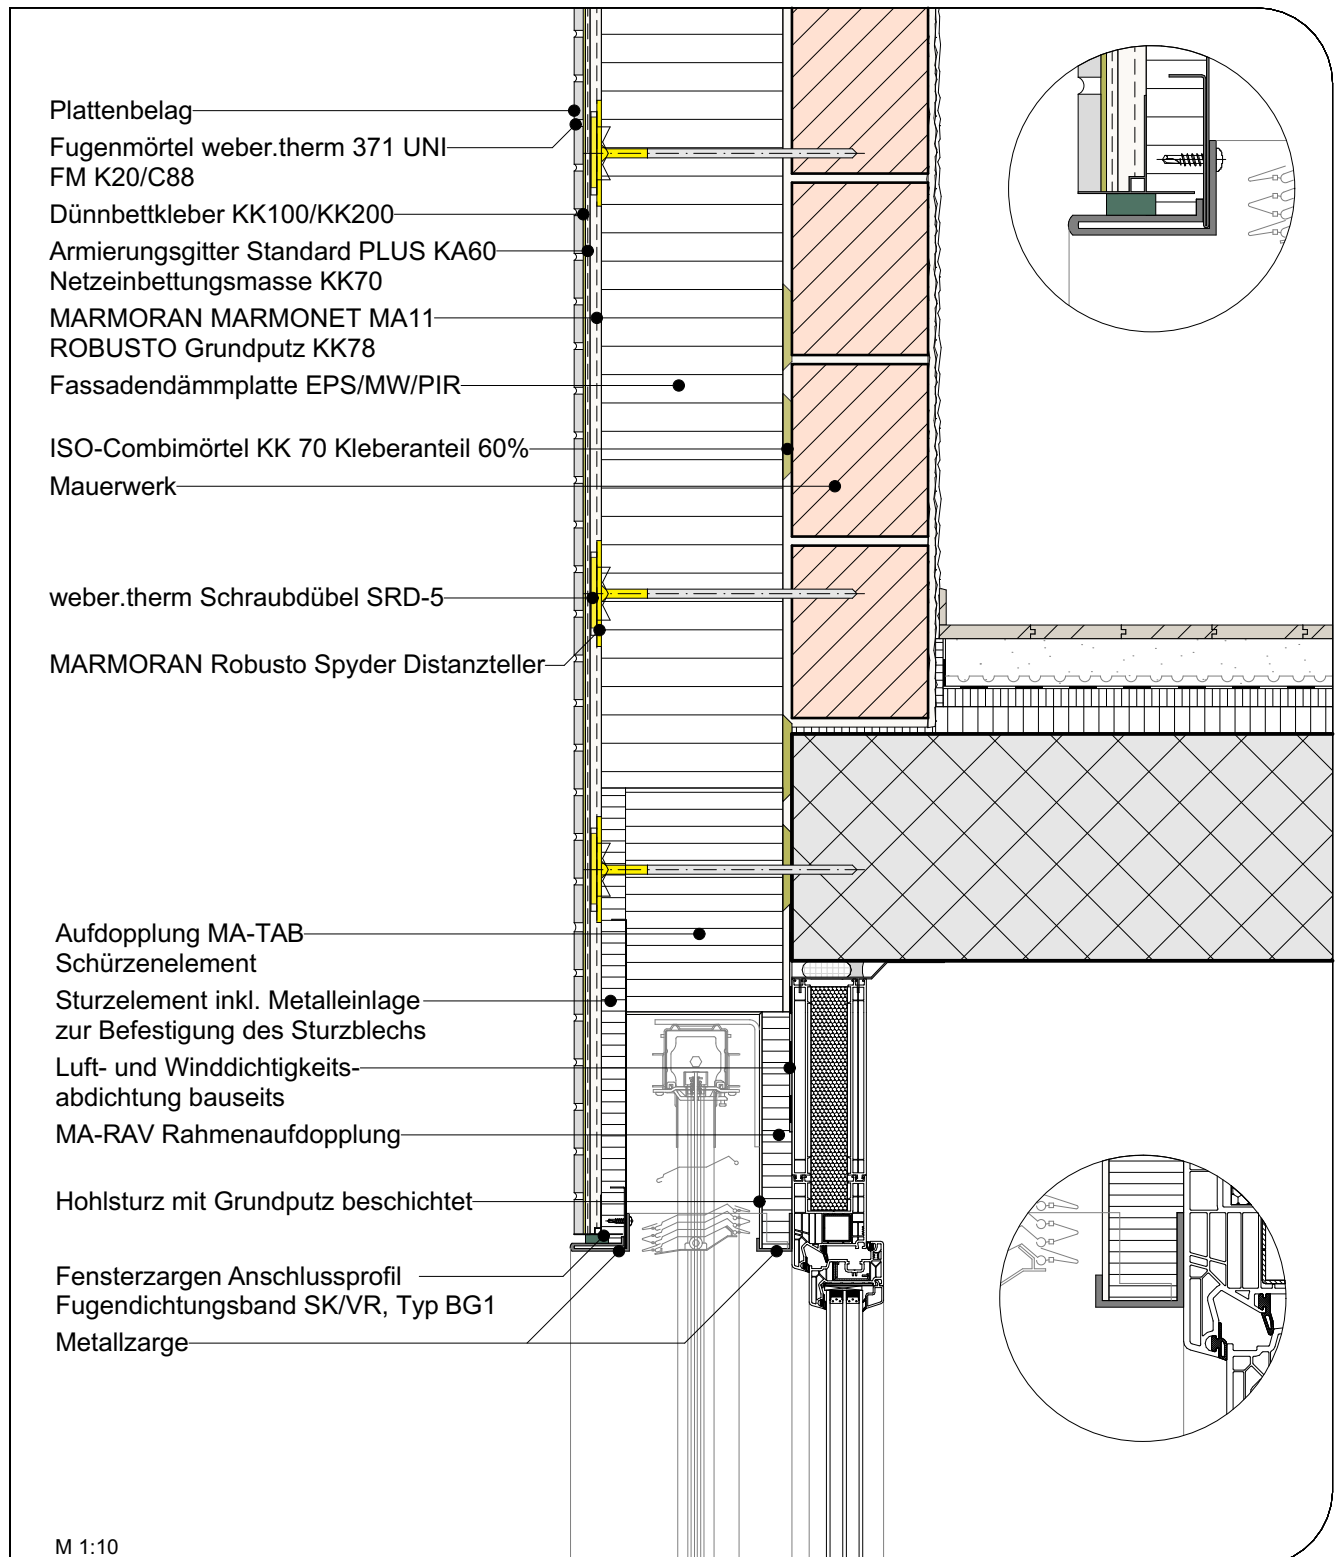 Plattenbelag
Fugenmörtel weber.therm 371 UNI
FM K20/C88
Dünnbettkleber KK100/KK200
Armierungsgitter Standard PLUS KA60
Netzeinbettungsmasse KK70
MARMORAN MARMONET MA11
ROBUSTO Grundputz KK78
Fassadendämmplatte EPS/MW/PIR
ISO-Combimörtel KK 70 Kleberanteil 60%
Mauerwerk
weber.therm Schraubdübel SRD-5
MARMORAN Robusto Spyder Distanzteller
Aufdopplung MA-TAB
Schürzenelement
Sturzelement inkl. Metalleinlage
zur Befestigung des Sturzblechs
Luft- und Winddichtigkeits-
abdichtung bauseits
MA-RAV Rahmenaufdopplung
Hohlsturz mit Grundputz beschichtet
Fensterzargen Anschlussprofil
Fugendichtungsband SK/VR, Typ BG1
Metallzarge
M 1:10